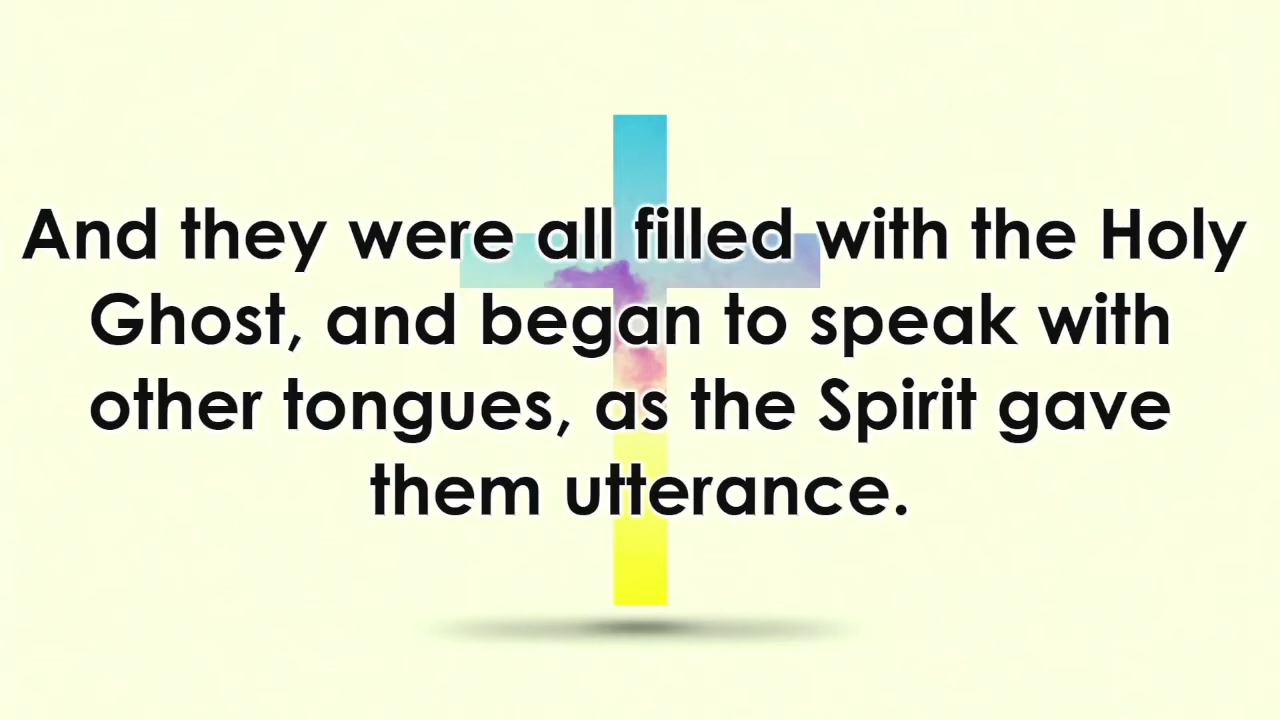 And they were all filled with the Holy
Ghost, and began to speak with
other tongues, as the Spirit gave
them utterance.